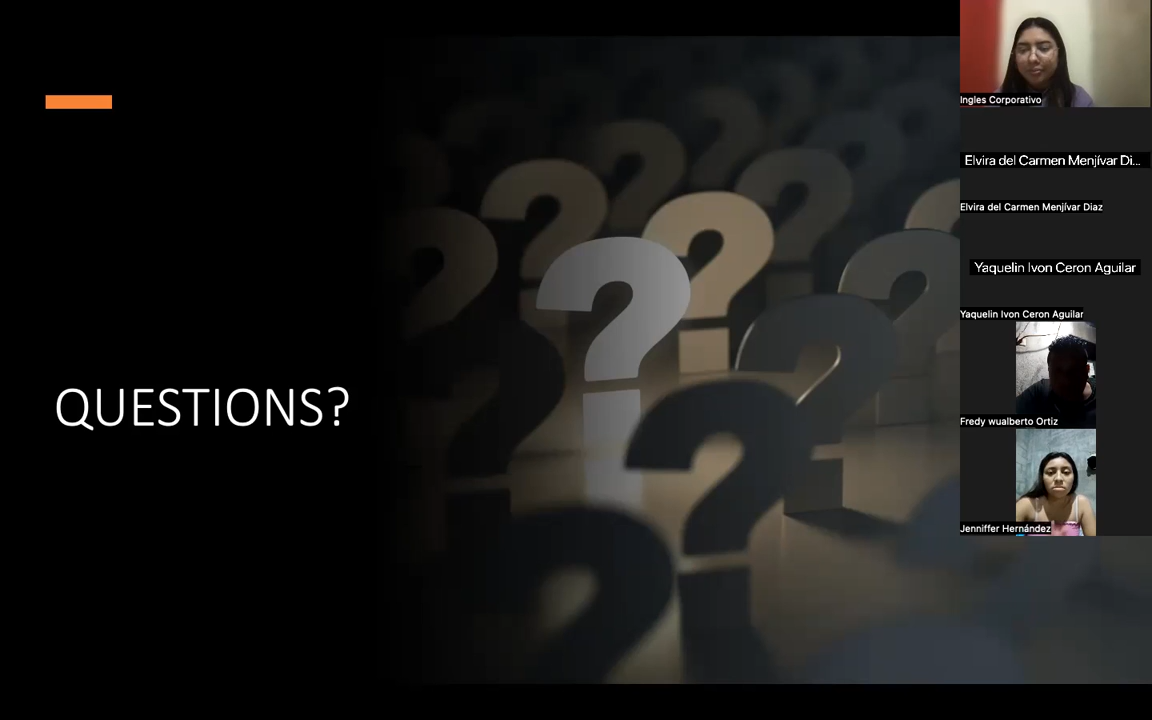 QUESTIONS?
Ingles Corporativo
Elvira del Carmen Menjívar Di...
Elvira del Carmen Menjívar Diaz
Yaquelin Ivon Ceron Aguilar
Yaquelin Ivon Ceron Aguilar
Fredy wualberto Ortiz
Jenniffer Hernández